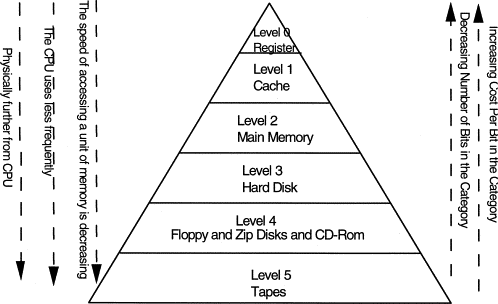 Level 0
Register
Level 1
Cache
Level 2
Main Memory
Level 3
Hard Disk
Level 4
Floppy and Zip Disks and CD-Rom
Level 5
Tapes
Physically further from CPU
The CPU uses less frequently
The speed of accessing a unit of memory is decreasing
Decreasing Number of Bits in the Category
Increasing Cost Per Bit in the Category